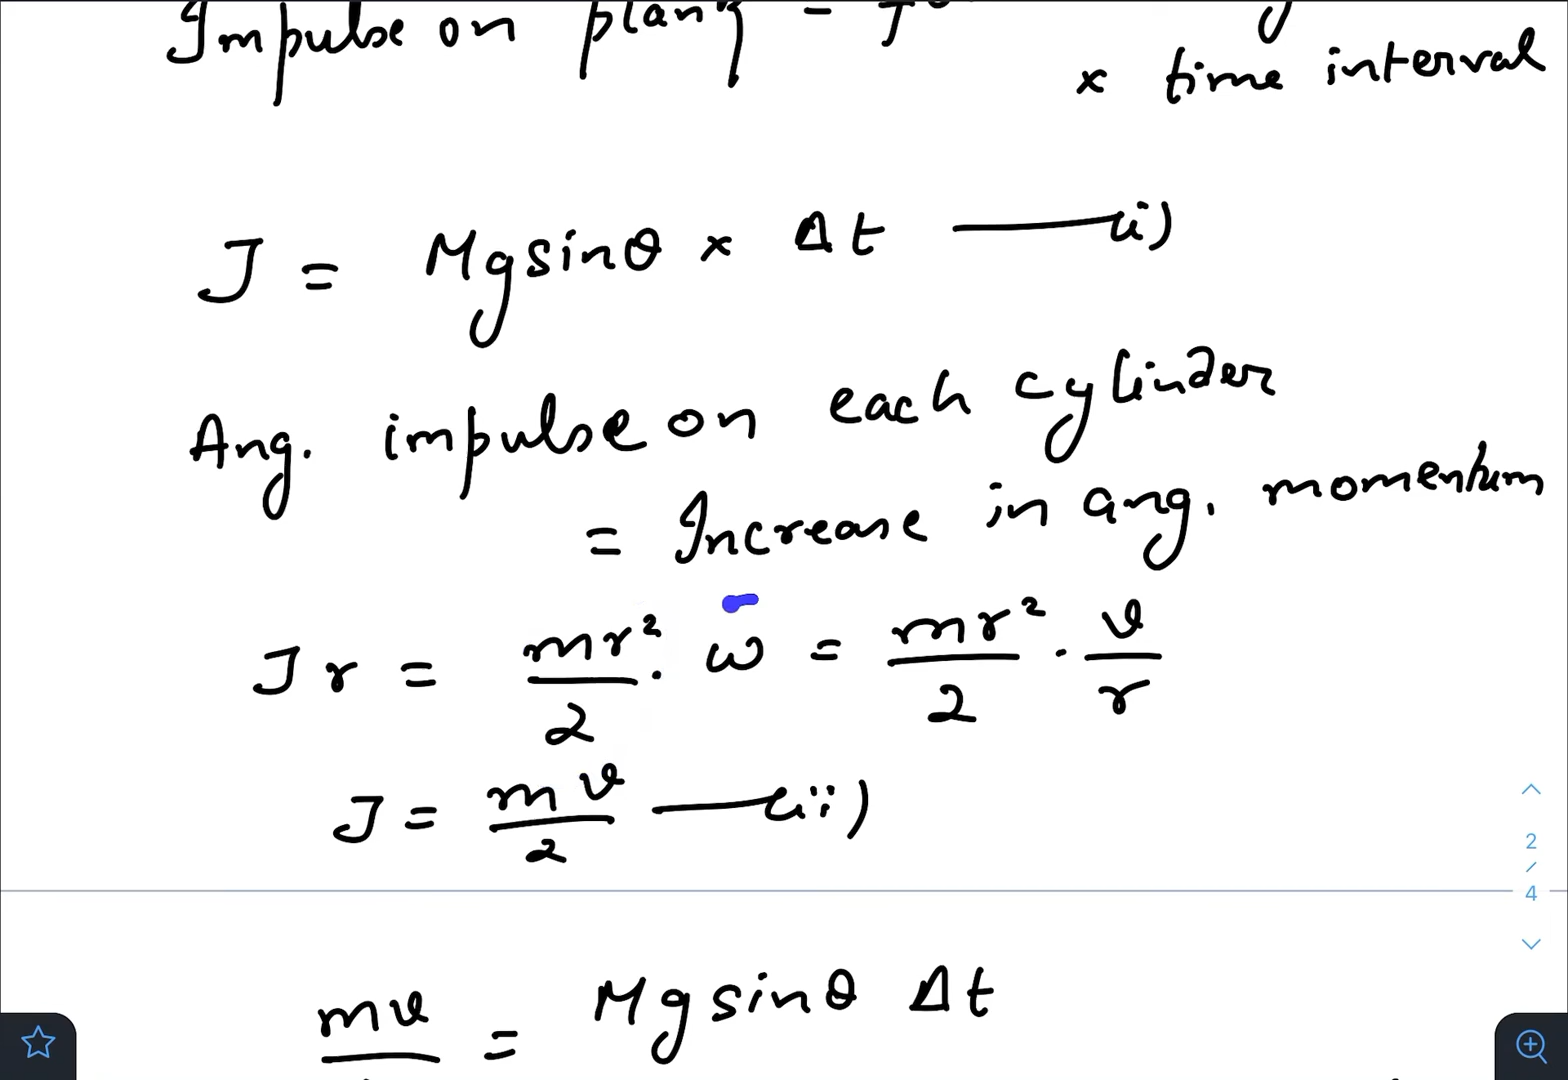 Impulse on plank =
× time interval
J = Mg sinθ × Δt —(i)
Ang. impulse on each cylinder
= Increase in ang. momentum
J r = mr²/2 . ω = mr²/2 . v/r
J = mv/2 —(ii)
2 / 4
mv = Mg sinθ Δt